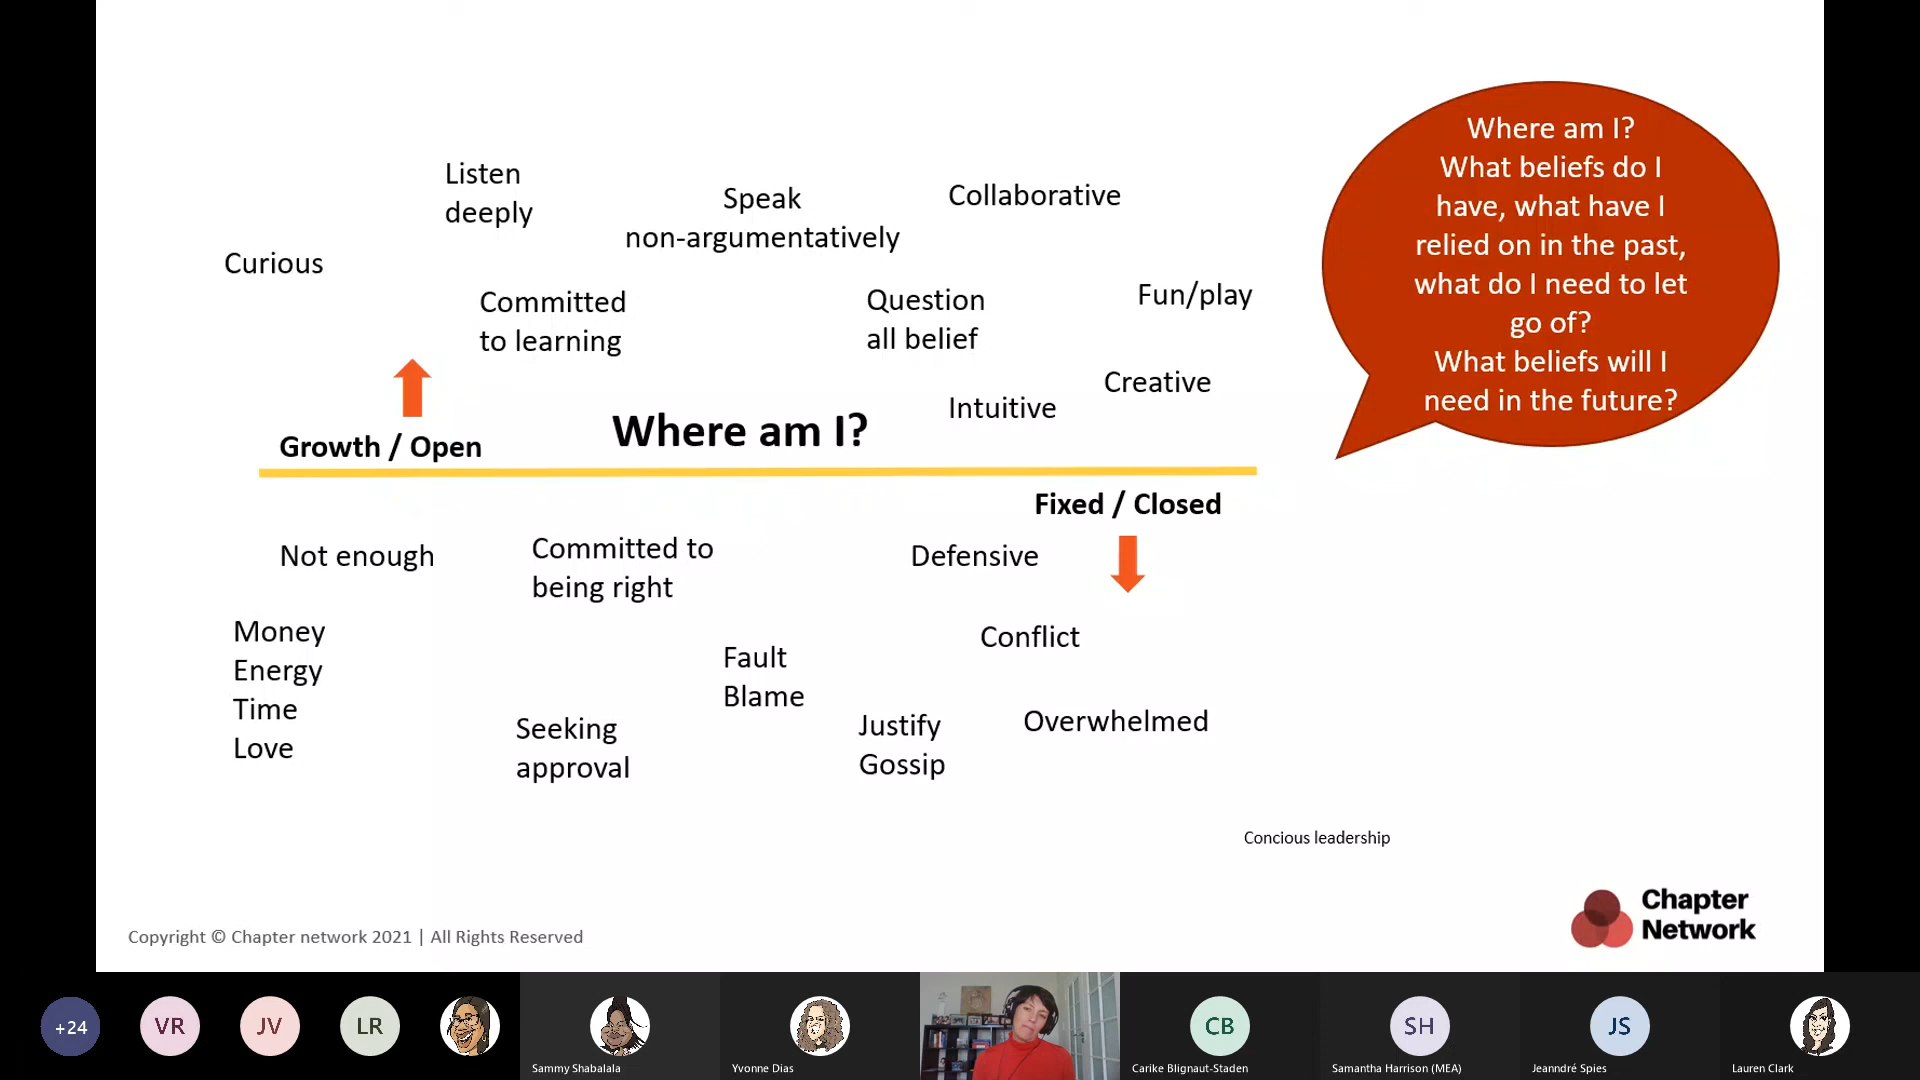 Listen
deeply
Speak
non-argumentatively
Collaborative
Curious
Committed
to learning
Question
all belief
Fun/play
Creative
Intuitive
Growth / Open
Where am I?
Where am I?
What beliefs do I
have, what have I
relied on in the past,
what do I need to let
go of?
What beliefs will I
need in the future?
Fixed / Closed
Not enough
Committed to
being right
Defensive
Money
Energy
Time
Love
Conflict
Fault
Blame
Seeking
approval
Justify
Gossip
Overwhelmed
Concious leadership
Chapter
Network
Copyright © Chapter network 2021 | All Rights Reserved
+24
VR
JV
LR
Sammy Shabalala
Yvonne Dias
CB
Carike Blignaut-Staden
SH
Samantha Harrison (MEA)
JS
Jeanndré Spies
Lauren Clark